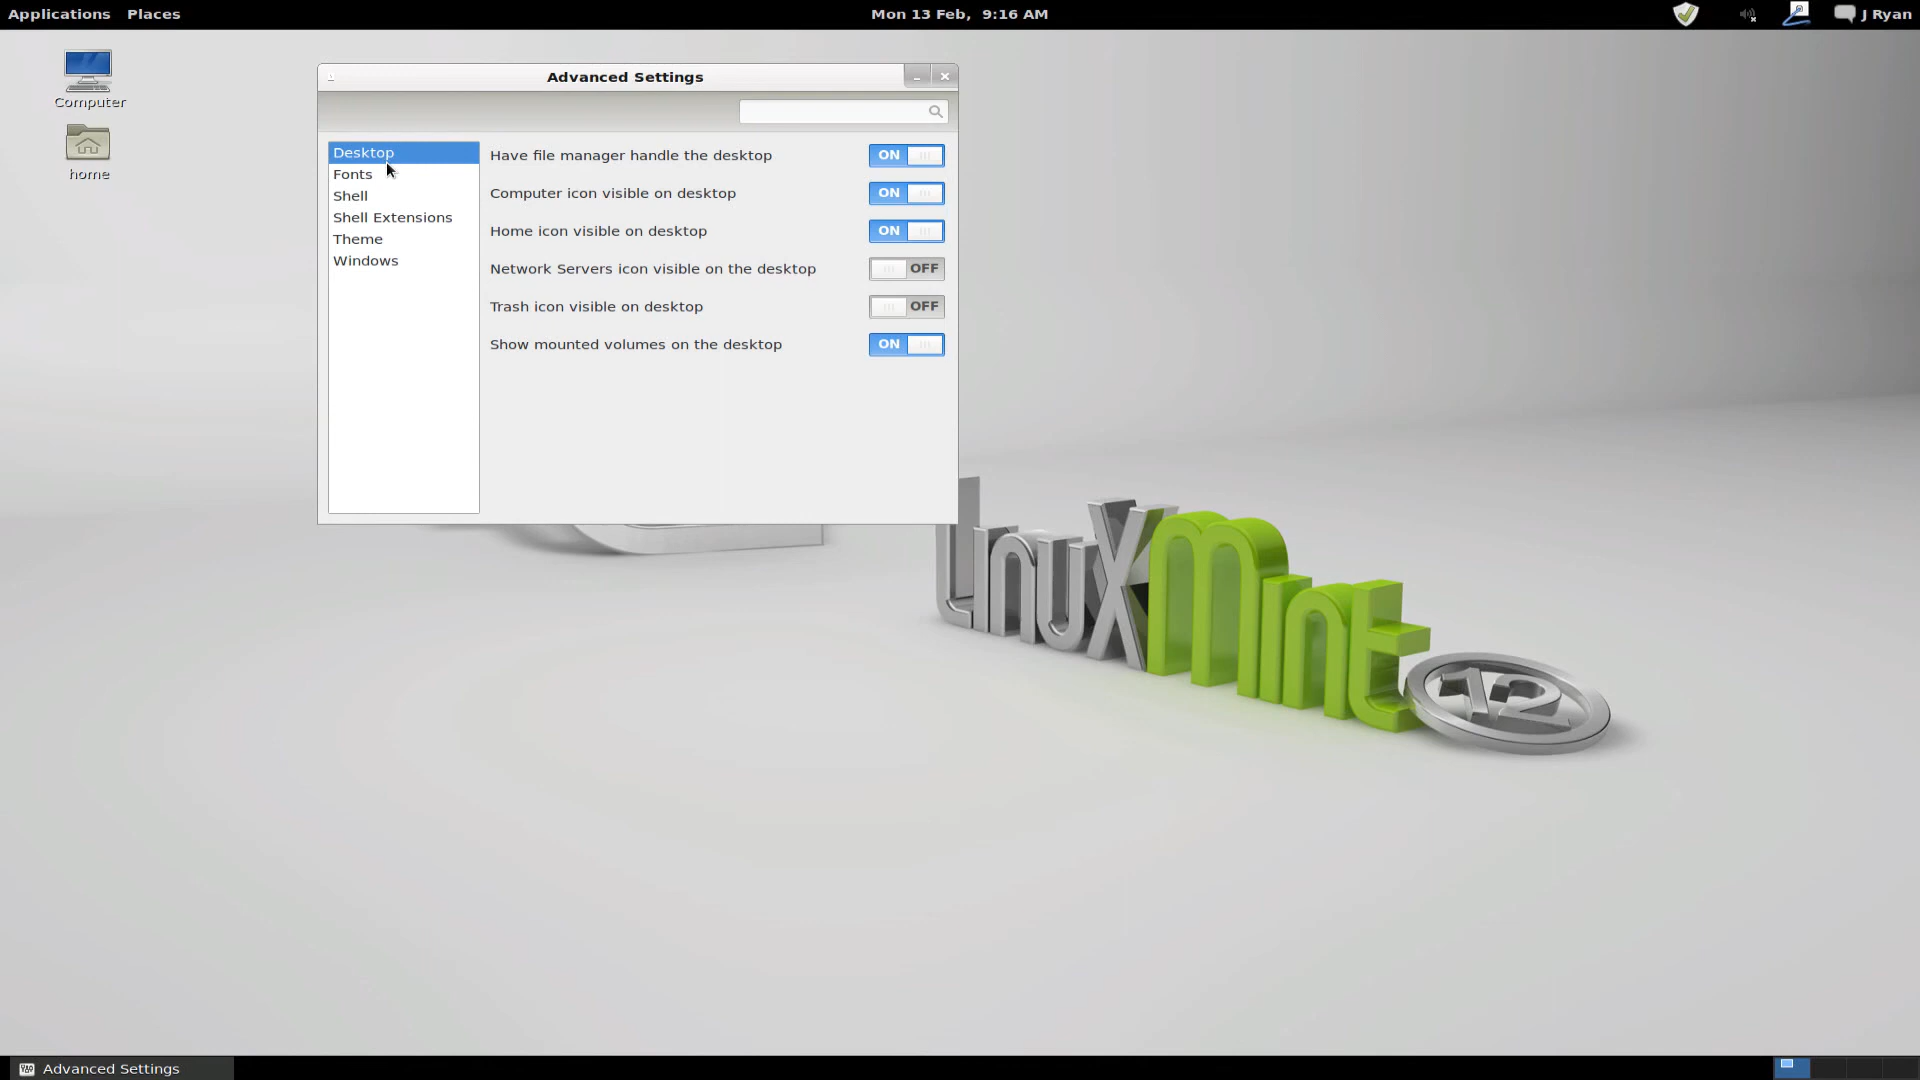 Applications Places Mon 13 Feb, 9:16 AM J Ryan
Computer
home
Advanced Settings
Desktop
Fonts
Shell
Shell Extensions
Theme
Windows
Have file manager handle the desktop ON
Computer icon visible on desktop ON
Home icon visible on desktop ON
Network Servers icon visible on the desktop OFF
Trash icon visible on desktop OFF
Show mounted volumes on the desktop ON
LinuxMint 12
Advanced Settings